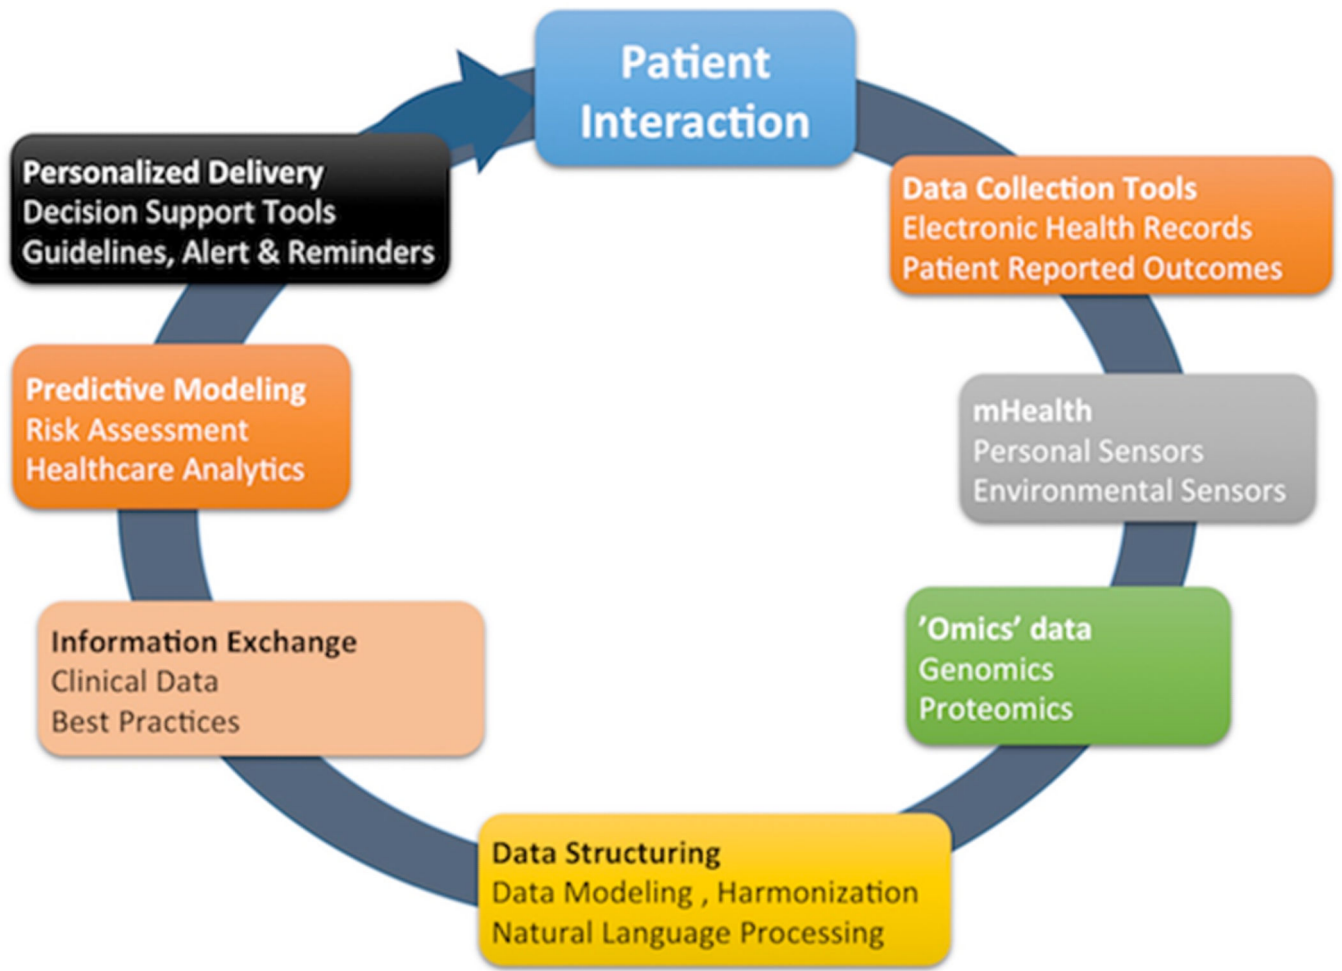 Patient
Interaction
Data Collection Tools
Electronic Health Records
Patient Reported Outcomes
mHealth
Personal Sensors
Environmental Sensors
’Omics’ data
Genomics
Proteomics
Data Structuring
Data Modeling , Harmonization
Natural Language Processing
Information Exchange
Clinical Data
Best Practices
Predictive Modeling
Risk Assessment
Healthcare Analytics
Personalized Delivery
Decision Support Tools
Guidelines, Alert & Reminders